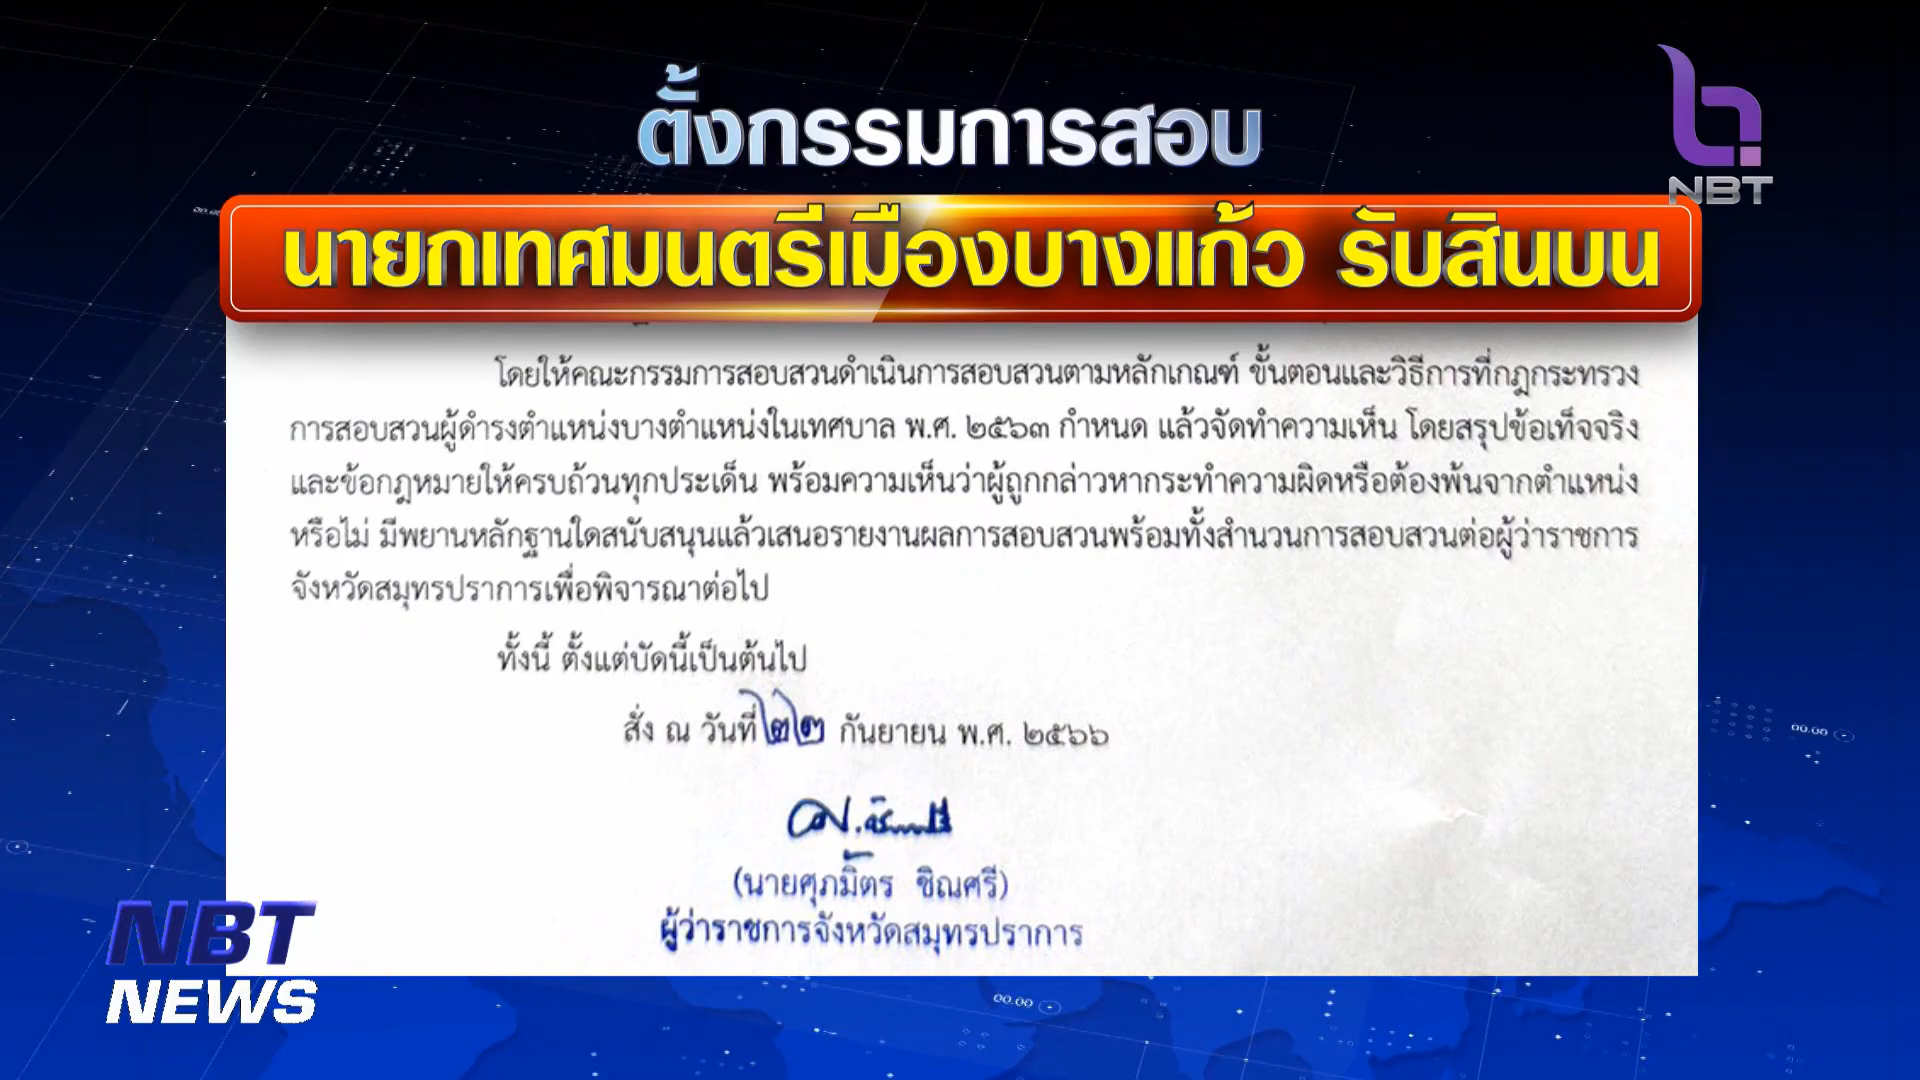 ตั้งกรรมการสอบ
NBT
นายกเทศมนตรีเมืองบางแก้ว รับสินบน
โดยให้คณะกรรมการสอบสวนดำเนินการสอบสวนตามหลักเกณฑ์ ขั้นตอนและวิธีการที่กฎกระทรวง
การสอบสวนผู้ดำรงตำแหน่งบางตำแหน่งในเทศบาล พ.ศ. ๒๕๖๓ กำหนด แล้วจัดทำความเห็น โดยสรุปข้อเท็จจริง
และข้อกฎหมายให้ครบถ้วนทุกประเด็น พร้อมความเห็นว่าผู้ถูกกล่าวหากระทำความผิดหรือต้องพ้นจากตำแหน่ง
หรือไม่ มีพยานหลักฐานใดสนับสนุนแล้วเสนอรายงานผลการสอบสวนพร้อมทั้งสำนวนการสอบสวนต่อผู้ว่าราชการ
จังหวัดสมุทรปราการเพื่อพิจารณาต่อไป
ทั้งนี้ ตั้งแต่บัดนี้เป็นต้นไป
สั่ง ณ วันที่ ๒๒ กันยายน พ.ศ. ๒๕๖๖
(นายศุภมิตร ชิณศรี)
ผู้ว่าราชการจังหวัดสมุทรปราการ
NBT
NEWS
00.00
00.00